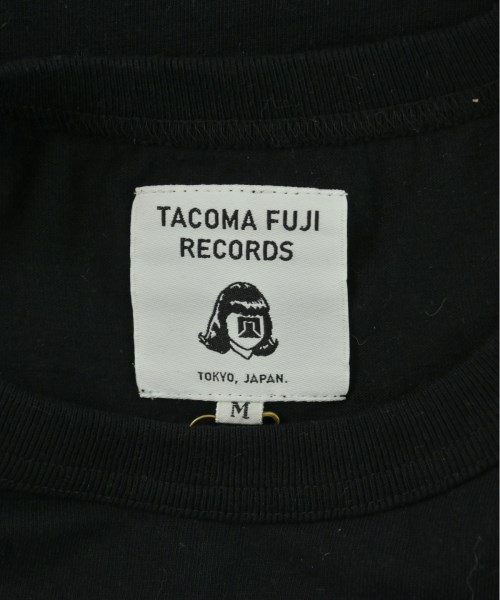 TACOMA FUJI
RECORDS
TOKYO, JAPAN.
M